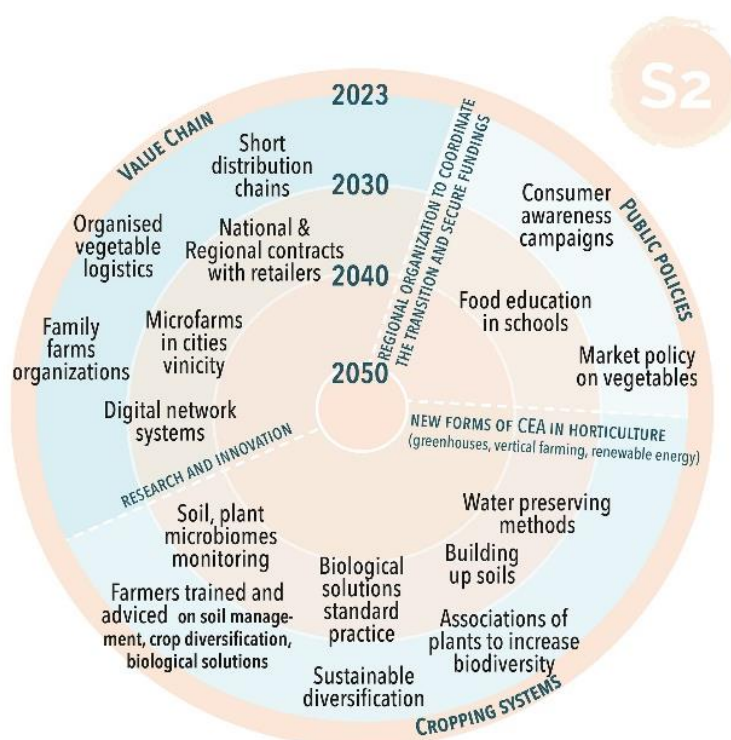 S2
2023
2030
2040
2050
VALUE CHAIN
Short
distribution
chains
Organised
vegetable
logistics
National &
Regional contracts
with retailers
Family
farms
organizations
Microfarms
in cities
vinicity
Digital network
systems
REGIONAL ORGANIZATION TO COORDINATE
THE TRANSITION AND SECURE FUNDINGS
PUBLIC POLICIES
Consumer
awareness
campaigns
Food education
in schools
Market policy
on vegetables
NEW FORMS OF CEA IN HORTICULTURE
(greenhouses, vertical farming, renewable energy)
RESEARCH AND INNOVATION
Soil, plant
microbiomes
monitoring
Farmers trained and
adviced on soil manage-
ment, crop diversification,
biological solutions
Biological
solutions
standard
practice
Sustainable
diversification
Water preserving
methods
Building
up soils
Associations of
plants to increase
biodiversity
CROPPING SYSTEMS